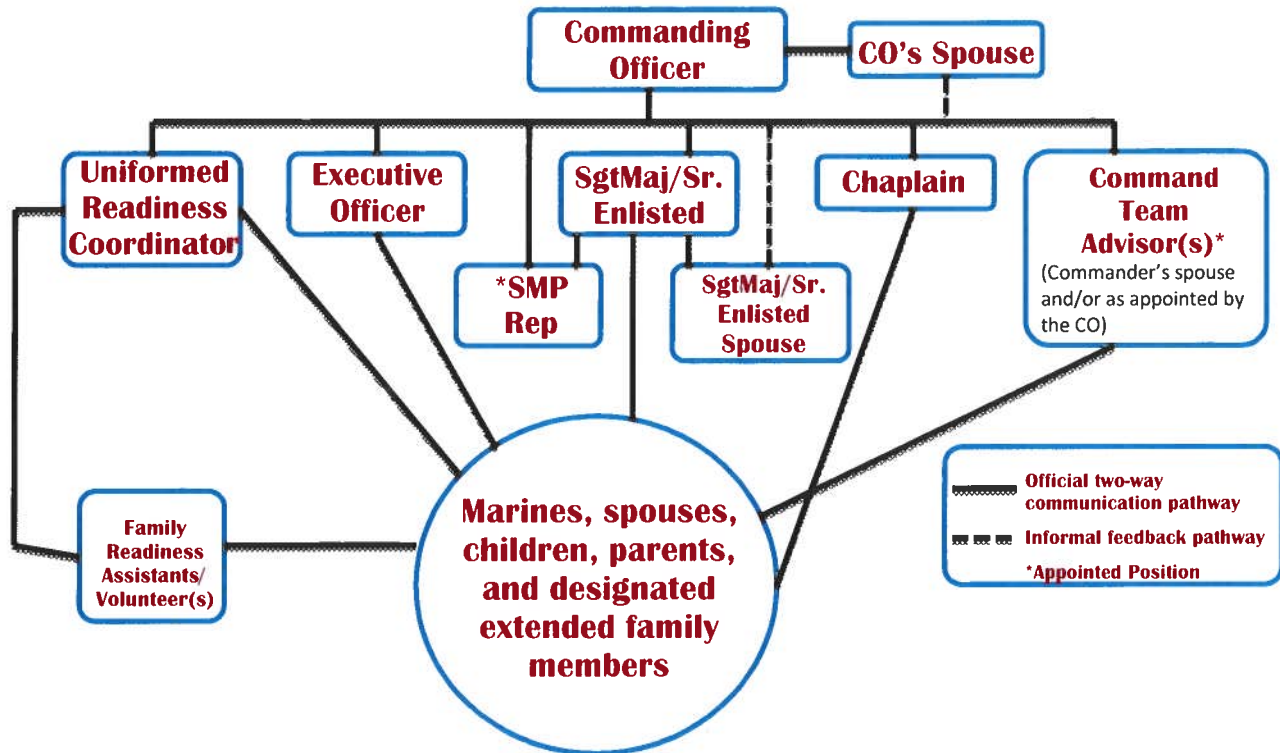 Commanding
Officer
CO's Spouse
Uniformed
Readiness
Coordinator
Executive
Officer
SgtMaj/Sr.
Enlisted
Chaplain
Command
Team
Advisor(s)*
(Commander's spouse
and/or as appointed by
the CO)
*SMP
Rep
SgtMaj/Sr.
Enlisted
Spouse
Family
Readiness
Assistants/
Volunteer(s)
Marines, spouses,
children, parents,
and designated
extended family
members
Official two-way
communication pathway
Informal feedback pathway
*Appointed Position